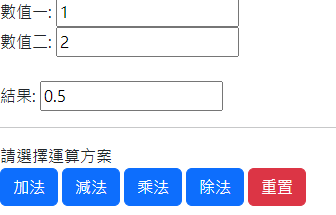 數值一: 1
數值二: 2
結果: 0.5
請選擇運算方案
加法 減法 乘法 除法 重置